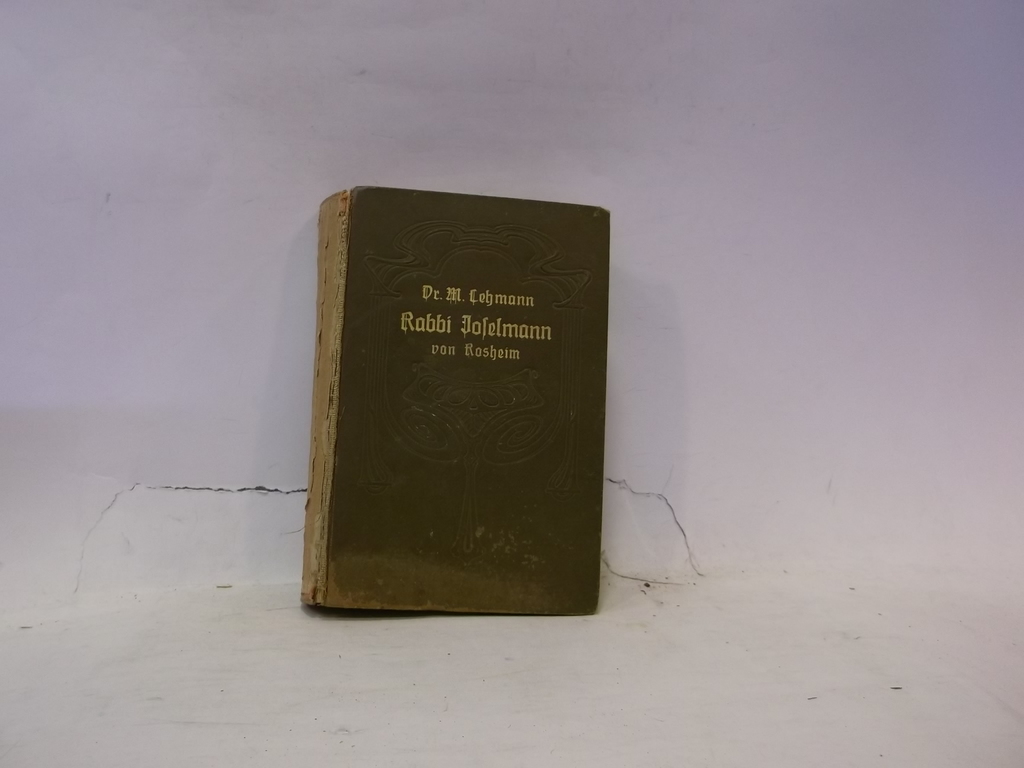 Dr. M. Lehmann
Rabbi Joſelmann
von Rosheim